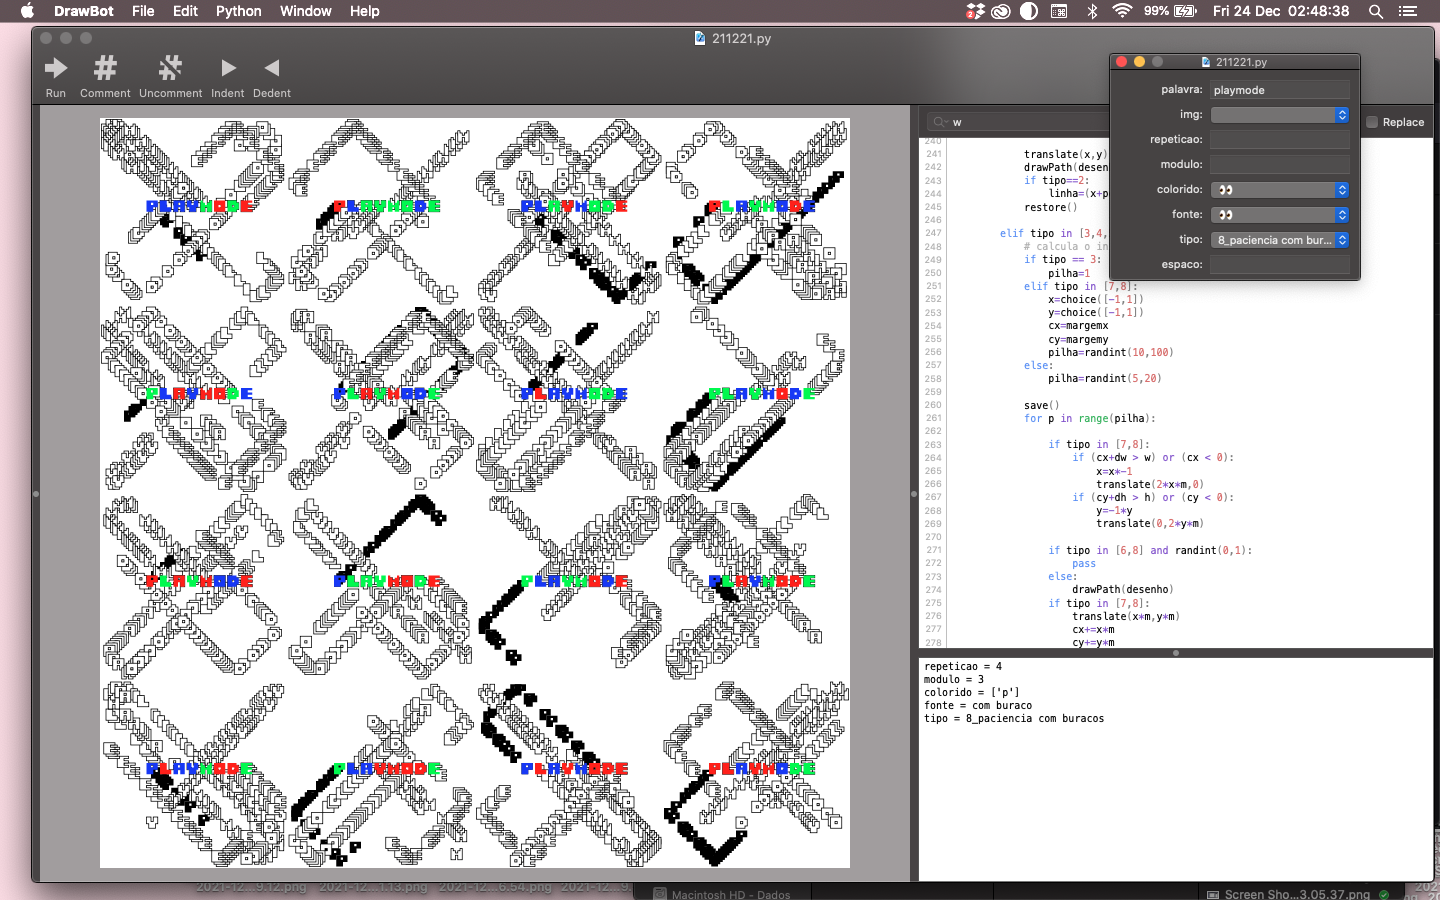 DrawBot File Edit Python Window Help
2
99% Fri 24 Dec 02:48:38
211221.py
Run Comment Uncomment Indent Dedent
211221.py
palavra: playmode
img:
repeticao:
modulo:
colorido: 👀
fonte: 👀
tipo: 8_paciencia com bur...
espaco:
w
Replace
PLAYMODE PLAYMODE PLAYMODE PLAYMODE
PLAYMODE PLAYMODE PLAYMODE PLAYMODE
PLAYMODE PLAYMODE PLAYMODE PLAYMODE
PLAYMODE PLAYMODE PLAYMODE PLAYMODE
240
241 translate(x,y)
242 drawPath(desen
243 if tipo==2:
244 linha=(x+p
245 restore()
246
247 elif tipo in [3,4,
248 # calcula o in
249 if tipo == 3:
250 pilha=1
251 elif tipo in [7,8]:
252 x=choice([-1,1])
253 y=choice([-1,1])
254 cx=margemx
255 cy=margemy
256 pilha=randint(10,100)
257 else:
258 pilha=randint(5,20)
259
260 save()
261 for p in range(pilha):
262
263 if tipo in [7,8]:
264 if (cx+dw > w) or (cx < 0):
265 x=x*-1
266 translate(2*x*m,0)
267 if (cy+dh > h) or (cy < 0):
268 y=-1*y
269 translate(0,2*y*m)
270
271 if tipo in [6,8] and randint(0,1):
272 pass
273 else:
274 drawPath(desenho)
275 if tipo in [7,8]:
276 translate(x*m,y*m)
277 cx+=x*m
278 cy+=y*m
repeticao = 4
modulo = 3
colorido = ['p']
fonte = com buraco
tipo = 8_paciencia com buracos
2021-12...9.12.png 2021-12...1.13.png 2021-12...6.54.png 2021-12...9.
Macintosh HD - Dados
Screen Sho...3.05.37.png